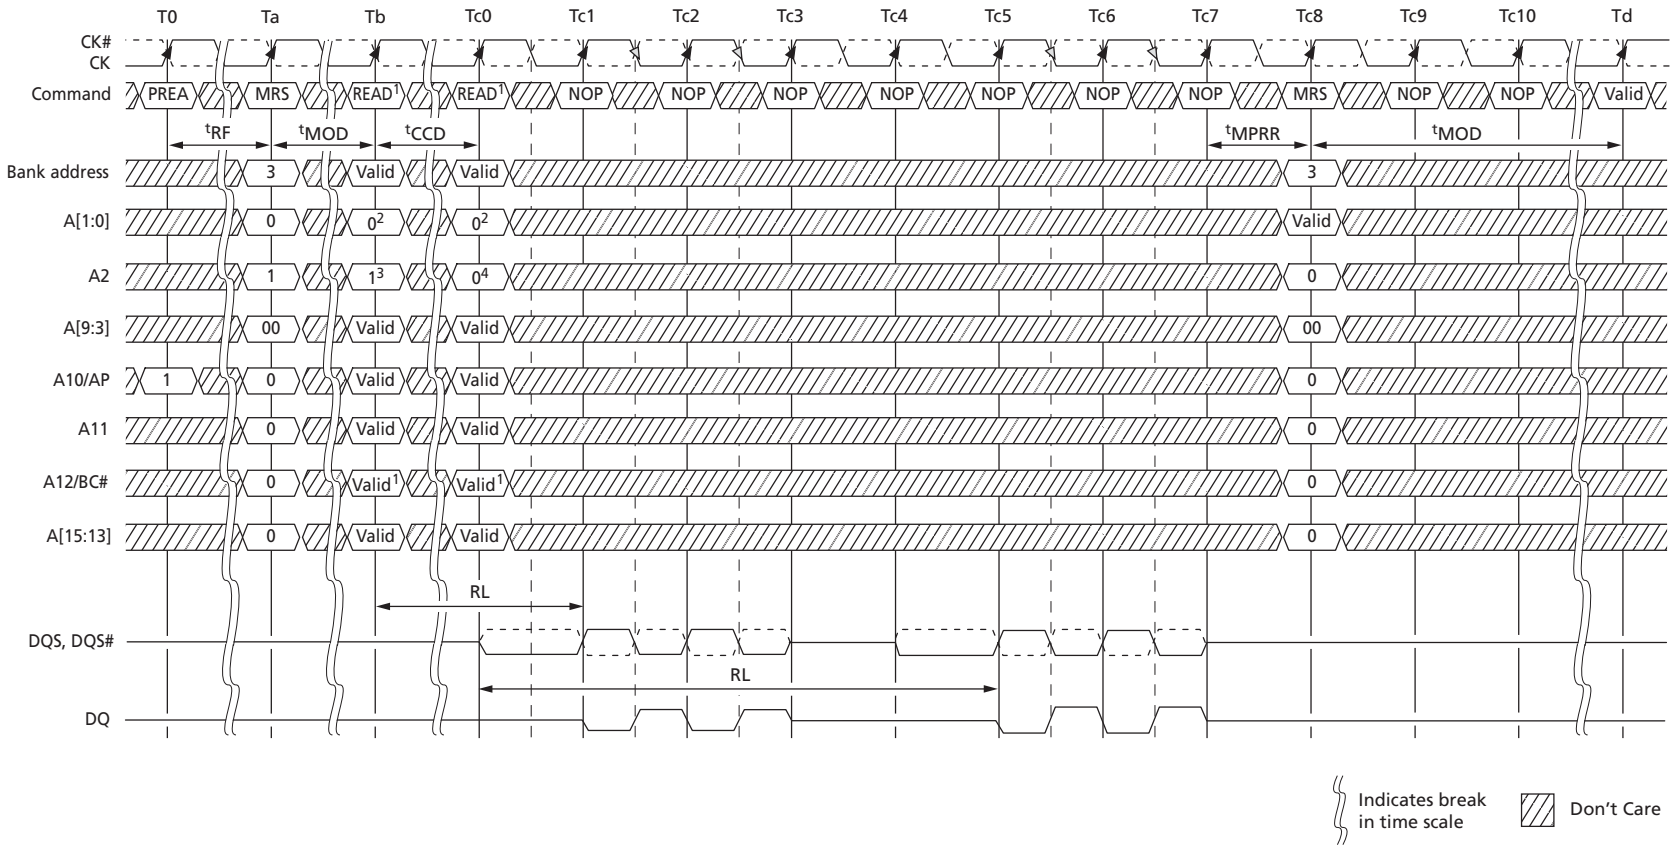 T0 Ta Tb Tc0 Tc1 Tc2 Tc3 Tc4 Tc5 Tc6 Tc7 Tc8 Tc9 Tc10 Td
CK#
CK
Command PREA MRS READ¹ READ¹ NOP NOP NOP NOP NOP NOP NOP MRS NOP NOP Valid
tRF tMOD tCCD tMPRR tMOD
Bank address 3 Valid Valid 3
A[1:0] 0 0² 0² Valid
A2 1 1³ 0⁴ 0
A[9:3] 00 Valid Valid 00
A10/AP 1 0 Valid Valid 0
A11 0 Valid Valid 0
A12/BC# 0 Valid¹ Valid¹ 0
A[15:13] 0 Valid Valid 0
RL
DQS, DQS#
RL
DQ
Indicates break
in time scale
Don't Care